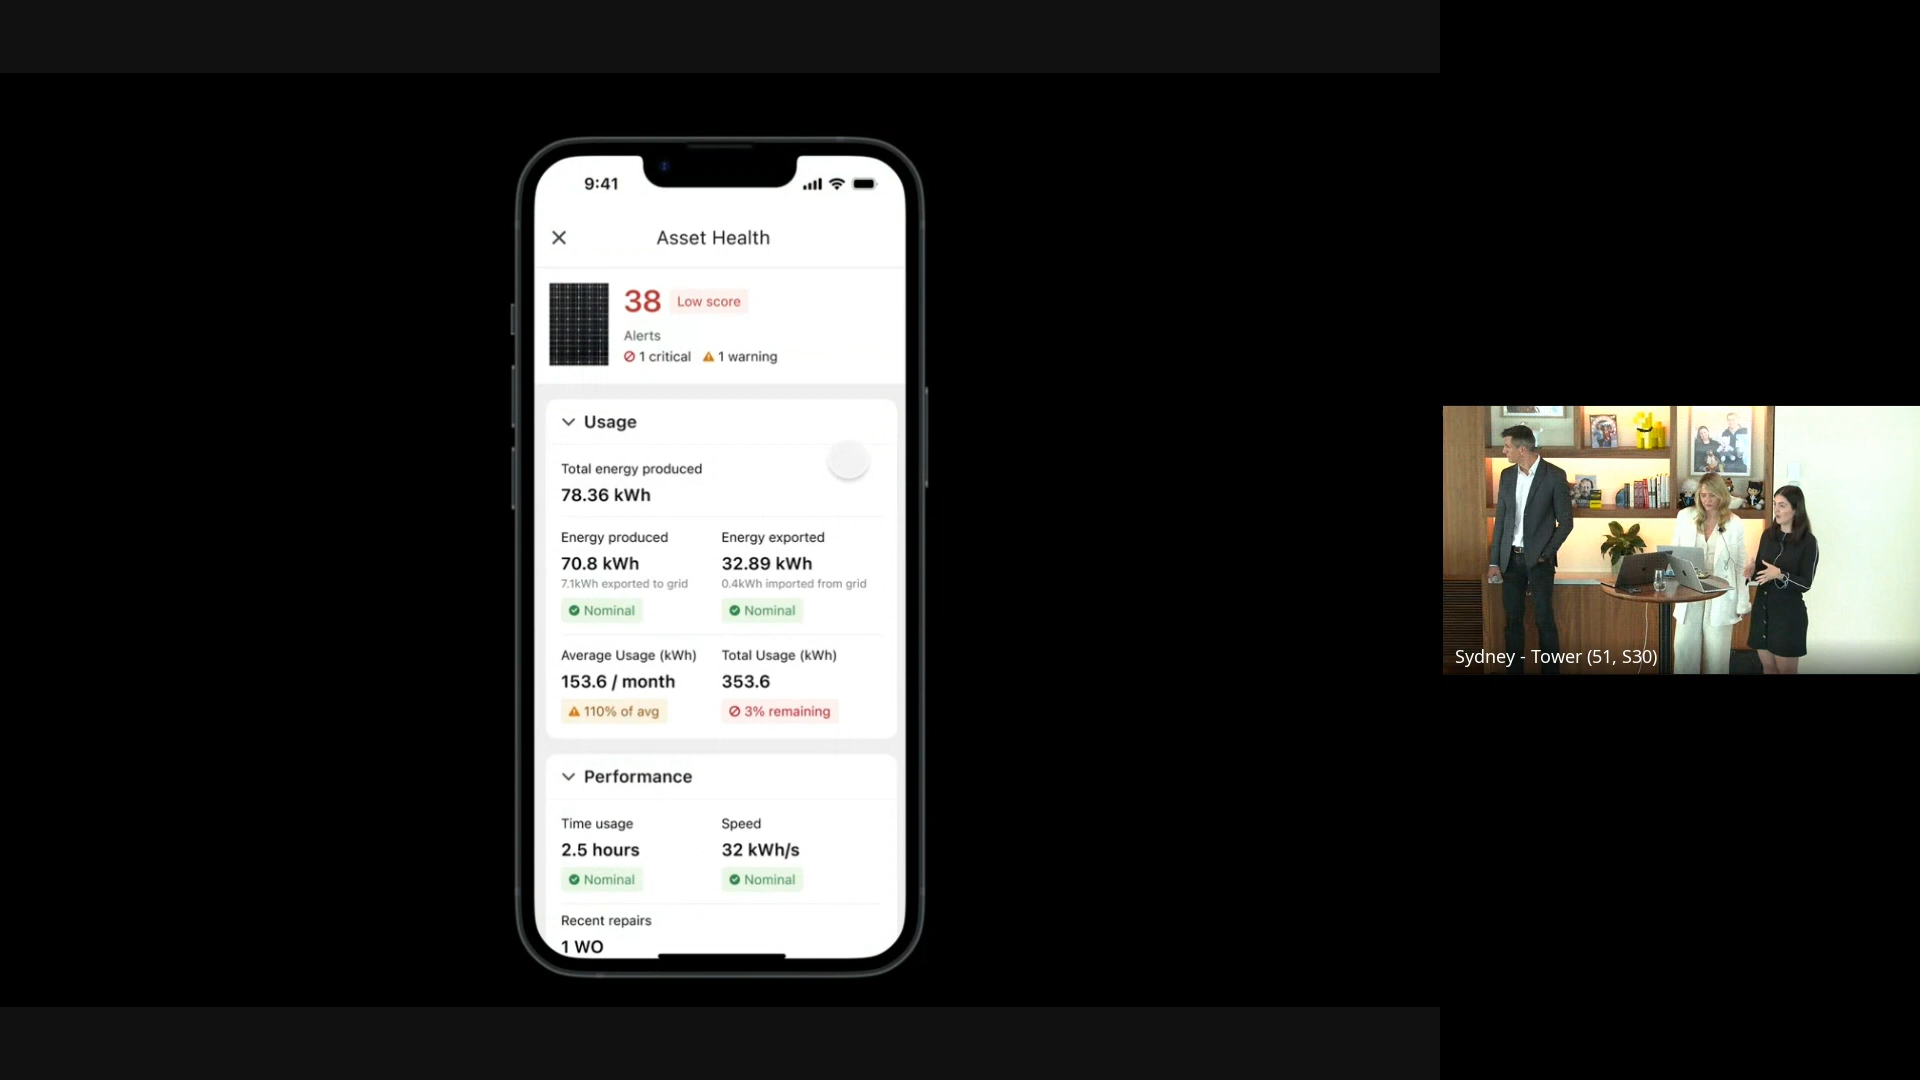 9:41
Asset Health
38 Low score
Alerts
1 critical 1 warning
Usage
Total energy produced
78.36 kWh
Energy produced Energy exported
70.8 kWh 32.89 kWh
7.1kWh exported to grid 0.4kWh imported from grid
Nominal Nominal
Average Usage (kWh) Total Usage (kWh)
153.6 / month 353.6
110% of avg 3% remaining
Performance
Time usage Speed
2.5 hours 32 kWh/s
Nominal Nominal
Recent repairs
1 WO
Sydney - Tower (51, S30)